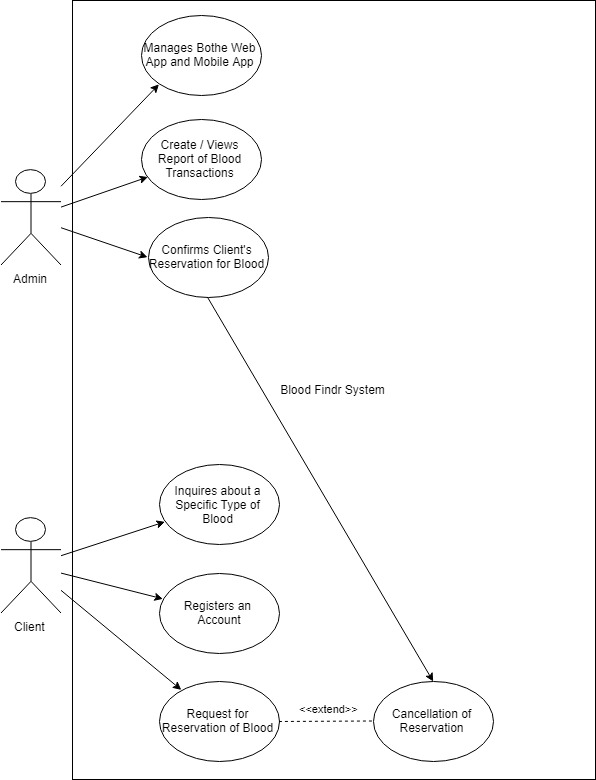 Manages Bothe Web
App and Mobile App
Create / Views
Report of Blood
Transactions
Confirms Client's
Reservation for Blood
Admin
Blood Findr System
Inquires about a
Specific Type of
Blood
Registers an
Account
Client
Request for
Reservation of Blood
<<extend>>
Cancellation of
Reservation